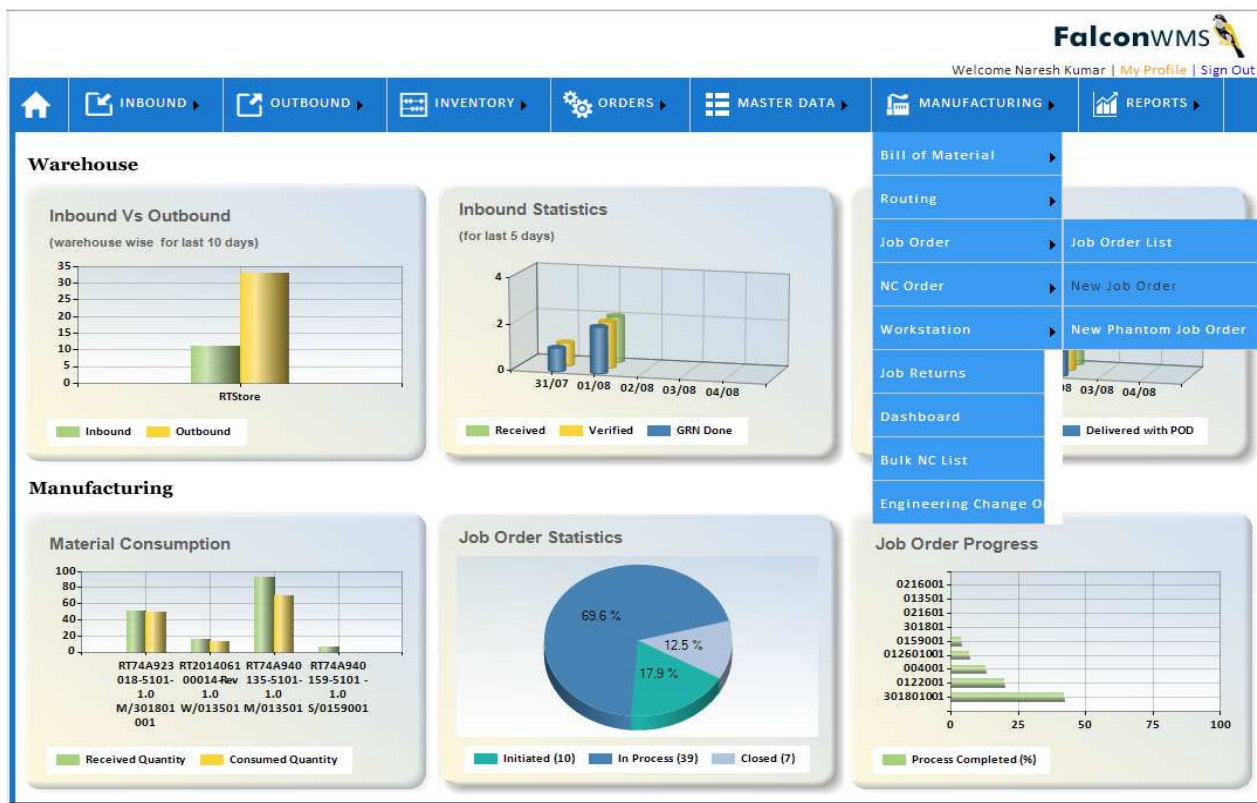 FalconWMS
Welcome Naresh Kumar | My Profile | Sign Out
INBOUND
OUTBOUND
INVENTORY
ORDERS
MASTER DATA
MANUFACTURING
REPORTS
Bill of Material
Routing
Job Order
NC Order
Workstation
Job Returns
Dashboard
Bulk NC List
Engineering Change O
Job Order List
New Job Order
New Phantom Job Order
Warehouse
Inbound Vs Outbound
(warehouse wise for last 10 days)
35
30
25
20
15
10
5
0
RTStore
Inbound Outbound
Inbound Statistics
(for last 5 days)
4
2
0
31/07 01/08 02/08 03/08 04/08
Received Verified GRN Done
03/08 04/08
Delivered with POD
Manufacturing
Material Consumption
100
80
60
40
20
0
RT74A923 RT2014061 RT74A940 RT74A940
018-5101- 00014-Rev 135-5101- 159-5101 -
1.0 1.0 1.0 1.0
M/301801 W/013501 M/013501 S/0159001
001
Received Quantity Consumed Quantity
Job Order Statistics
69.6 %
12.5 %
17.9 %
Initiated (10) In Process (39) Closed (7)
Job Order Progress
0216001
013501
021601
301801
0159001
012601001
004001
0122001
301801001
0 25 50 75 100
Process Completed (%)